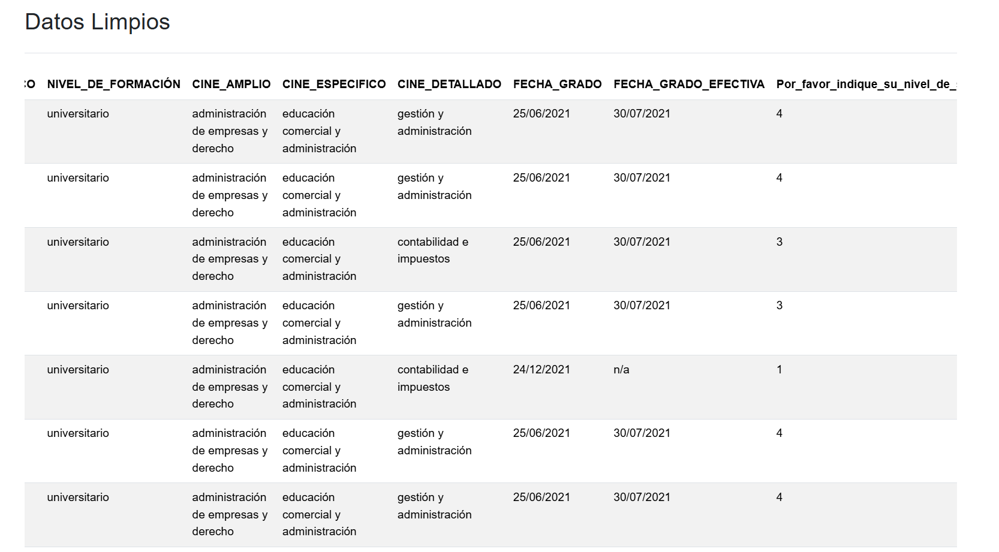 Datos Limpios
CO NIVEL_DE_FORMACIÓN CINE_AMPLIO CINE_ESPECIFICO CINE_DETALLADO FECHA_GRADO FECHA_GRADO_EFECTIVA Por_favor_indique_su_nivel_de_
universitario administración educación gestión y 25/06/2021 30/07/2021 4
de empresas y comercial y administración
derecho administración
universitario administración educación gestión y 25/06/2021 30/07/2021 4
de empresas y comercial y administración
derecho administración
universitario administración educación contabilidad e 25/06/2021 30/07/2021 3
de empresas y comercial y impuestos
derecho administración
universitario administración educación gestión y 25/06/2021 30/07/2021 3
de empresas y comercial y administración
derecho administración
universitario administración educación contabilidad e 24/12/2021 n/a 1
de empresas y comercial y impuestos
derecho administración
universitario administración educación gestión y 25/06/2021 30/07/2021 4
de empresas y comercial y administración
derecho administración
universitario administración educación gestión y 25/06/2021 30/07/2021 4
de empresas y comercial y administración
derecho administración